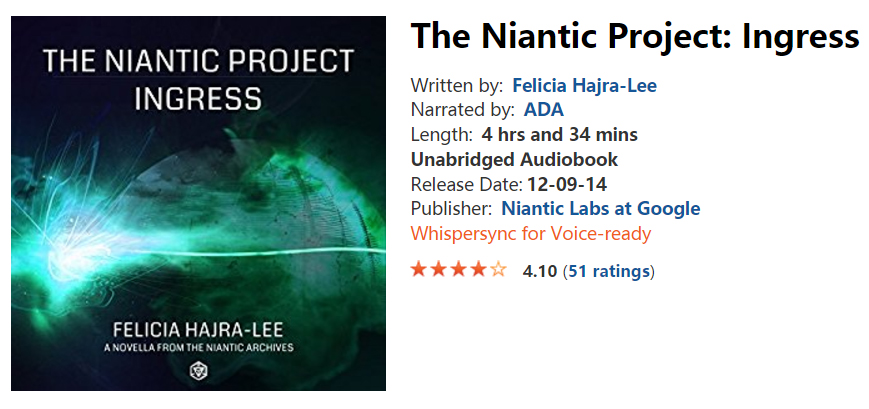 THE NIANTIC PROJECT
INGRESS
FELICIA HAJRA-LEE
A NOVELLA FROM THE NIANTIC ARCHIVES
The Niantic Project: Ingress
Written by: Felicia Hajra-Lee
Narrated by: ADA
Length: 4 hrs and 34 mins
Unabridged Audiobook
Release Date: 12-09-14
Publisher: Niantic Labs at Google
Whispersync for Voice-ready
4.10 (51 ratings)